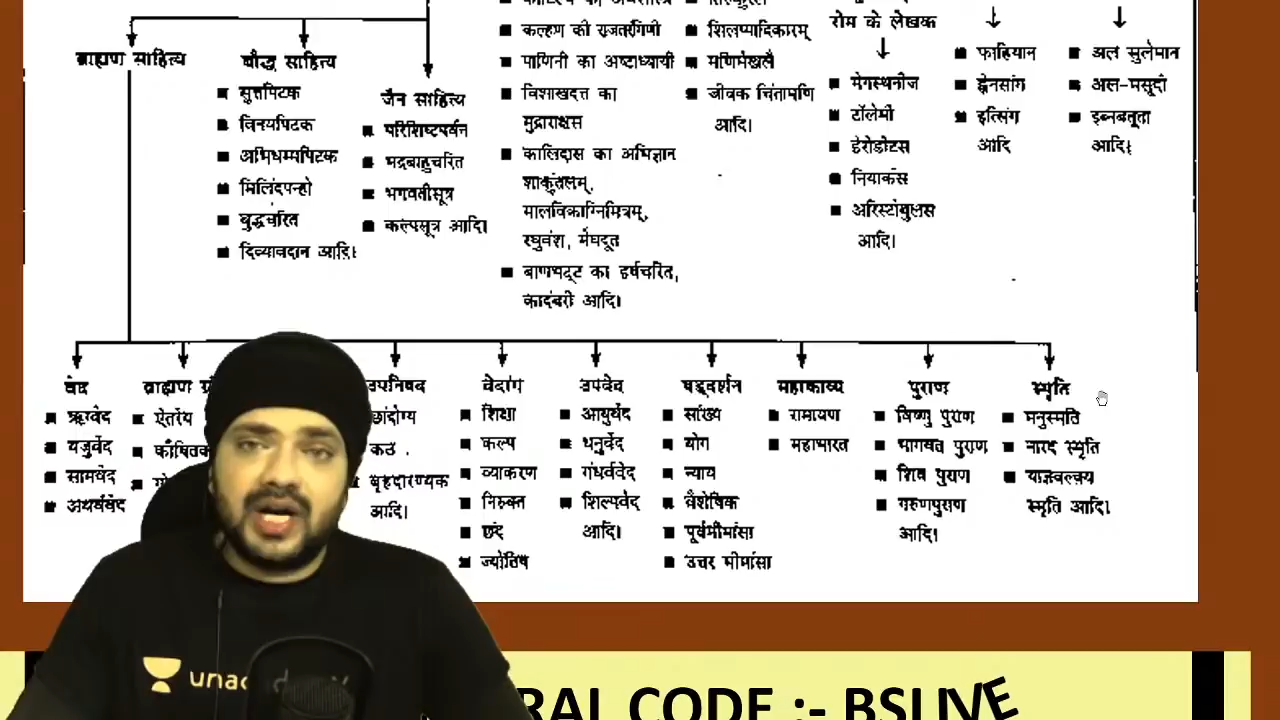 ब्राह्मण साहित्य
बौद्ध साहित्य
सुत्तपिटक
विनयपिटक
अभिधम्मपिटक
मिलिंदपन्हो
बुद्धचरित
दिव्यावदान आदि।
जैन साहित्य
परिशिष्टपर्वन
भद्रबाहुचरित
भगवतीसूत्र
कल्पसूत्र आदि।
कल्हण की राजतरंगिणी
पाणिनी का अष्टाध्यायी
विशाखदत्त का
मुद्राराक्षस
कालिदास का अभिज्ञान
शाकुंतलम्,
मालविकाग्निमित्रम्,
रघुवंश, मेघदूत
बाणभट्ट का हर्षचरित,
कादंबरी आदि।
शिलप्पादिकारम्
मणिमेखलै
जीवक चिंतामणि
आदि।
रोम के लेखक
मेगस्थनीज
टॉलेमी
हेरोडोटस
नियार्कस
अरिस्टोबुलस
आदि।
फाहियान
ह्वेनसांग
इत्सिंग
आदि
अल सुलेमान
अल-मसूदी
इब्नबतूता
आदि।
वेद
ऋग्वेद
यजुर्वेद
सामवेद
अथर्ववेद
ब्राह्मण
ऐतरेय
उपनिषद
छांदोग्य
कठ
बृहदारण्यक
आदि।
वेदांग
शिक्षा
कल्प
व्याकरण
निरुक्त
छंद
ज्योतिष
उपवेद
आयुर्वेद
धनुर्वेद
गंधर्ववेद
शिल्पवेद
आदि।
षड्दर्शन
सांख्य
योग
न्याय
वैशेषिक
पूर्वमीमांसा
उत्तर मीमांसा
महाकाव्य
रामायण
महाभारत
पुराण
विष्णु पुराण
भागवत पुराण
शिव पुराण
गरुणपुराण
आदि।
स्मृति
मनुस्मृति
नारद स्मृति
याज्ञवल्क्य
स्मृति आदि।
RAL CODE :- BSLIVE